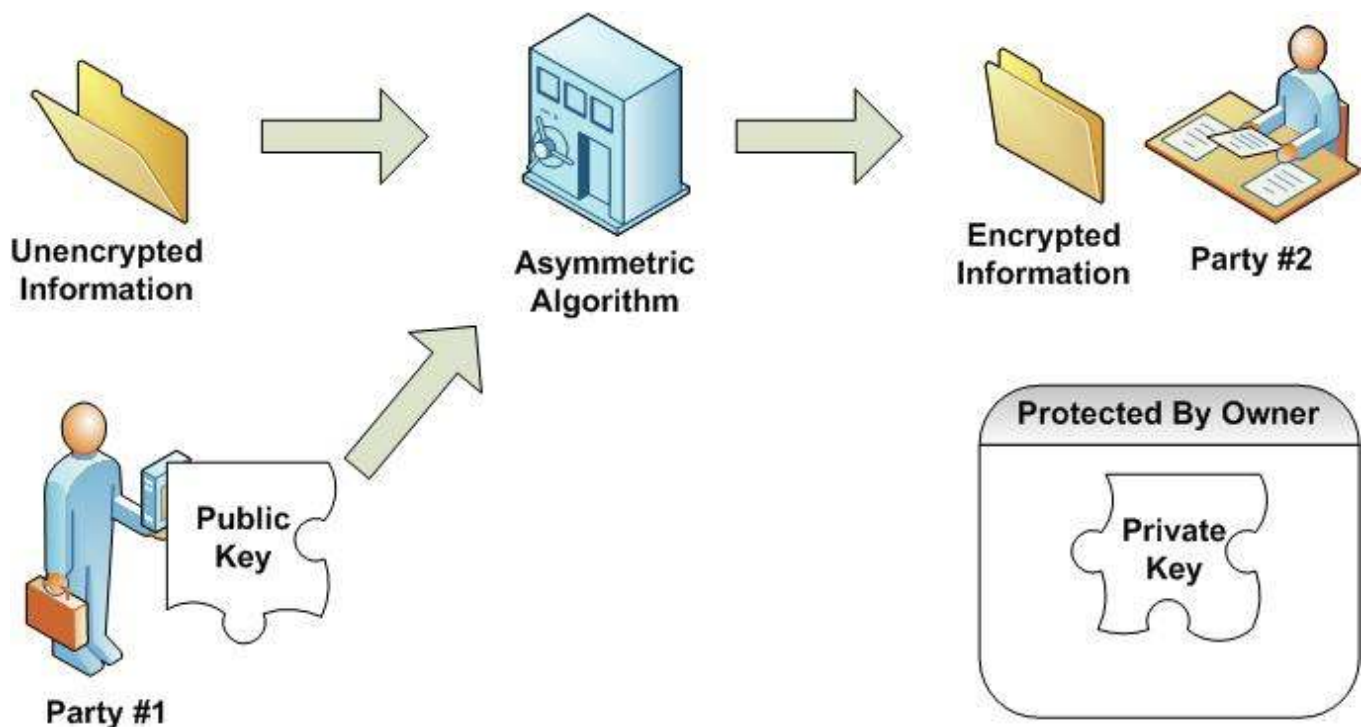 Unencrypted
Information
Asymmetric
Algorithm
Encrypted
Information
Party #2
Public
Key
Party #1
Protected By Owner
Private
Key